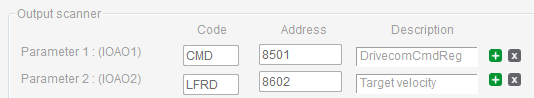 Output scanner
Code Address Description
Parameter 1 : (IOAO1) CMD 8501 DrivecomCmdReg
Parameter 2 : (IOAO2) LFRD 8602 Target velocity